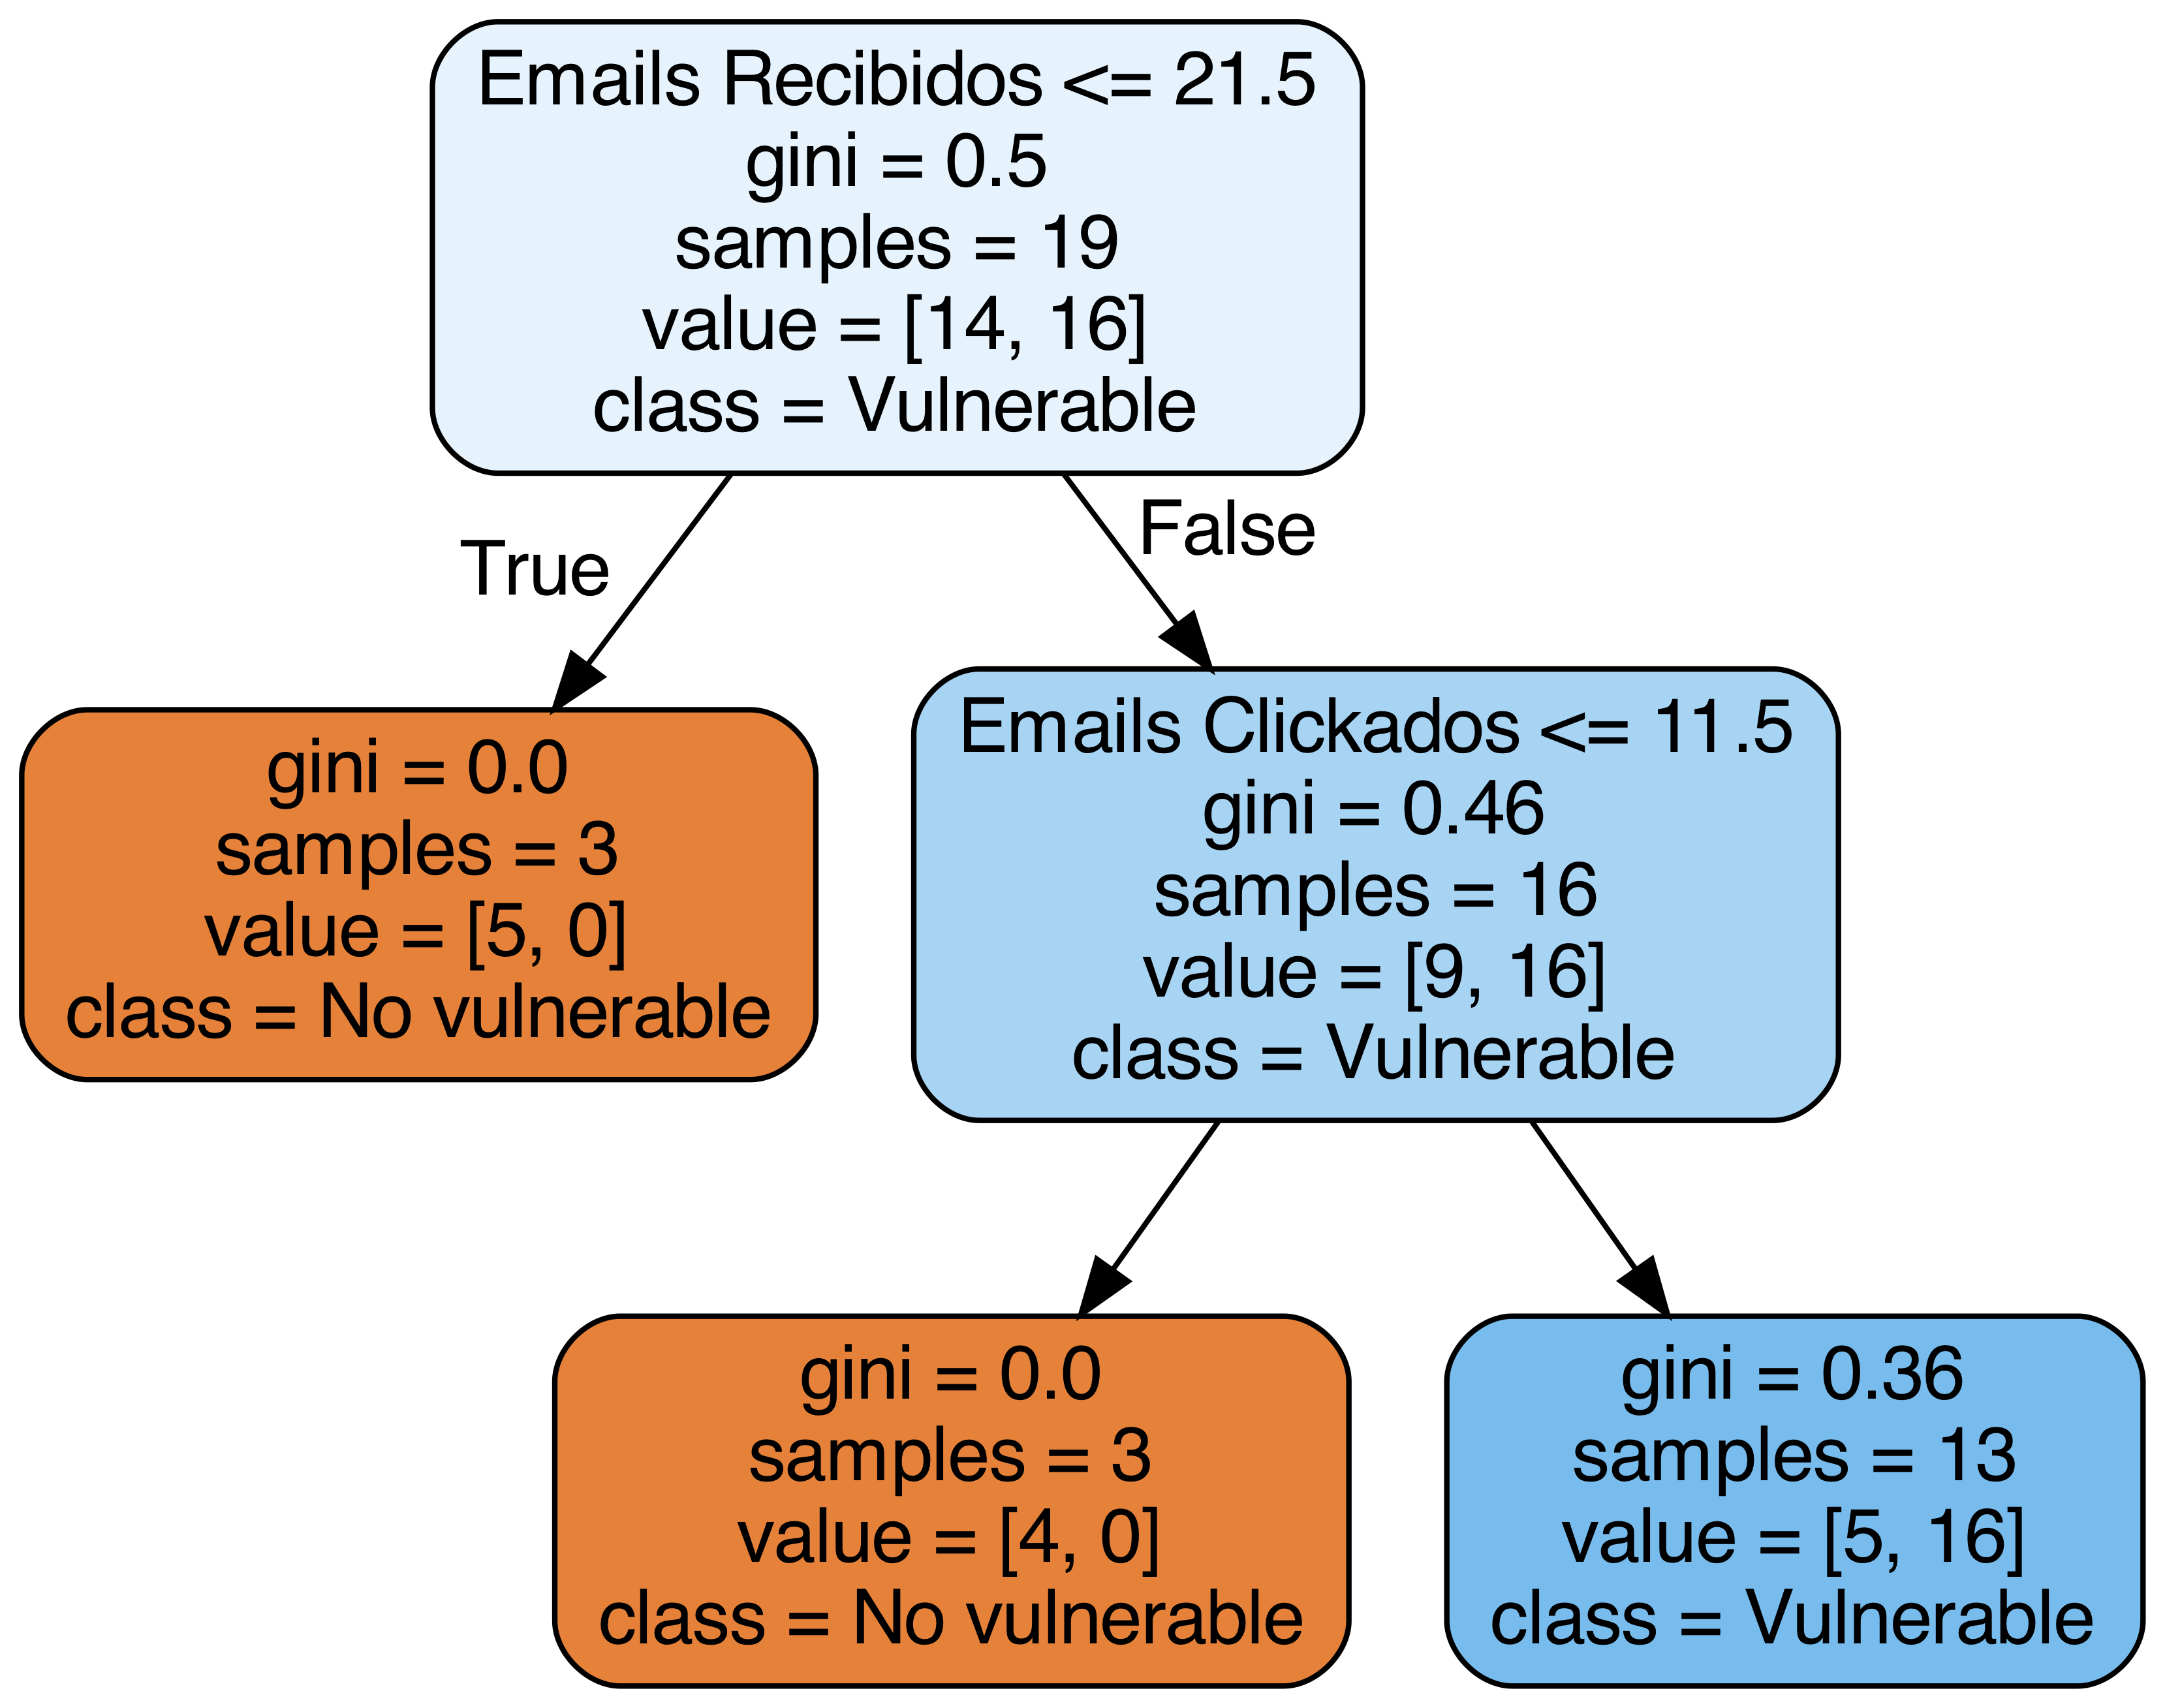 Emails Recibidos <= 21.5
gini = 0.5
samples = 19
value = [14, 16]
class = Vulnerable
True
False
gini = 0.0
samples = 3
value = [5, 0]
class = No vulnerable
Emails Clickados <= 11.5
gini = 0.46
samples = 16
value = [9, 16]
class = Vulnerable
gini = 0.0
samples = 3
value = [4, 0]
class = No vulnerable
gini = 0.36
samples = 13
value = [5, 16]
class = Vulnerable